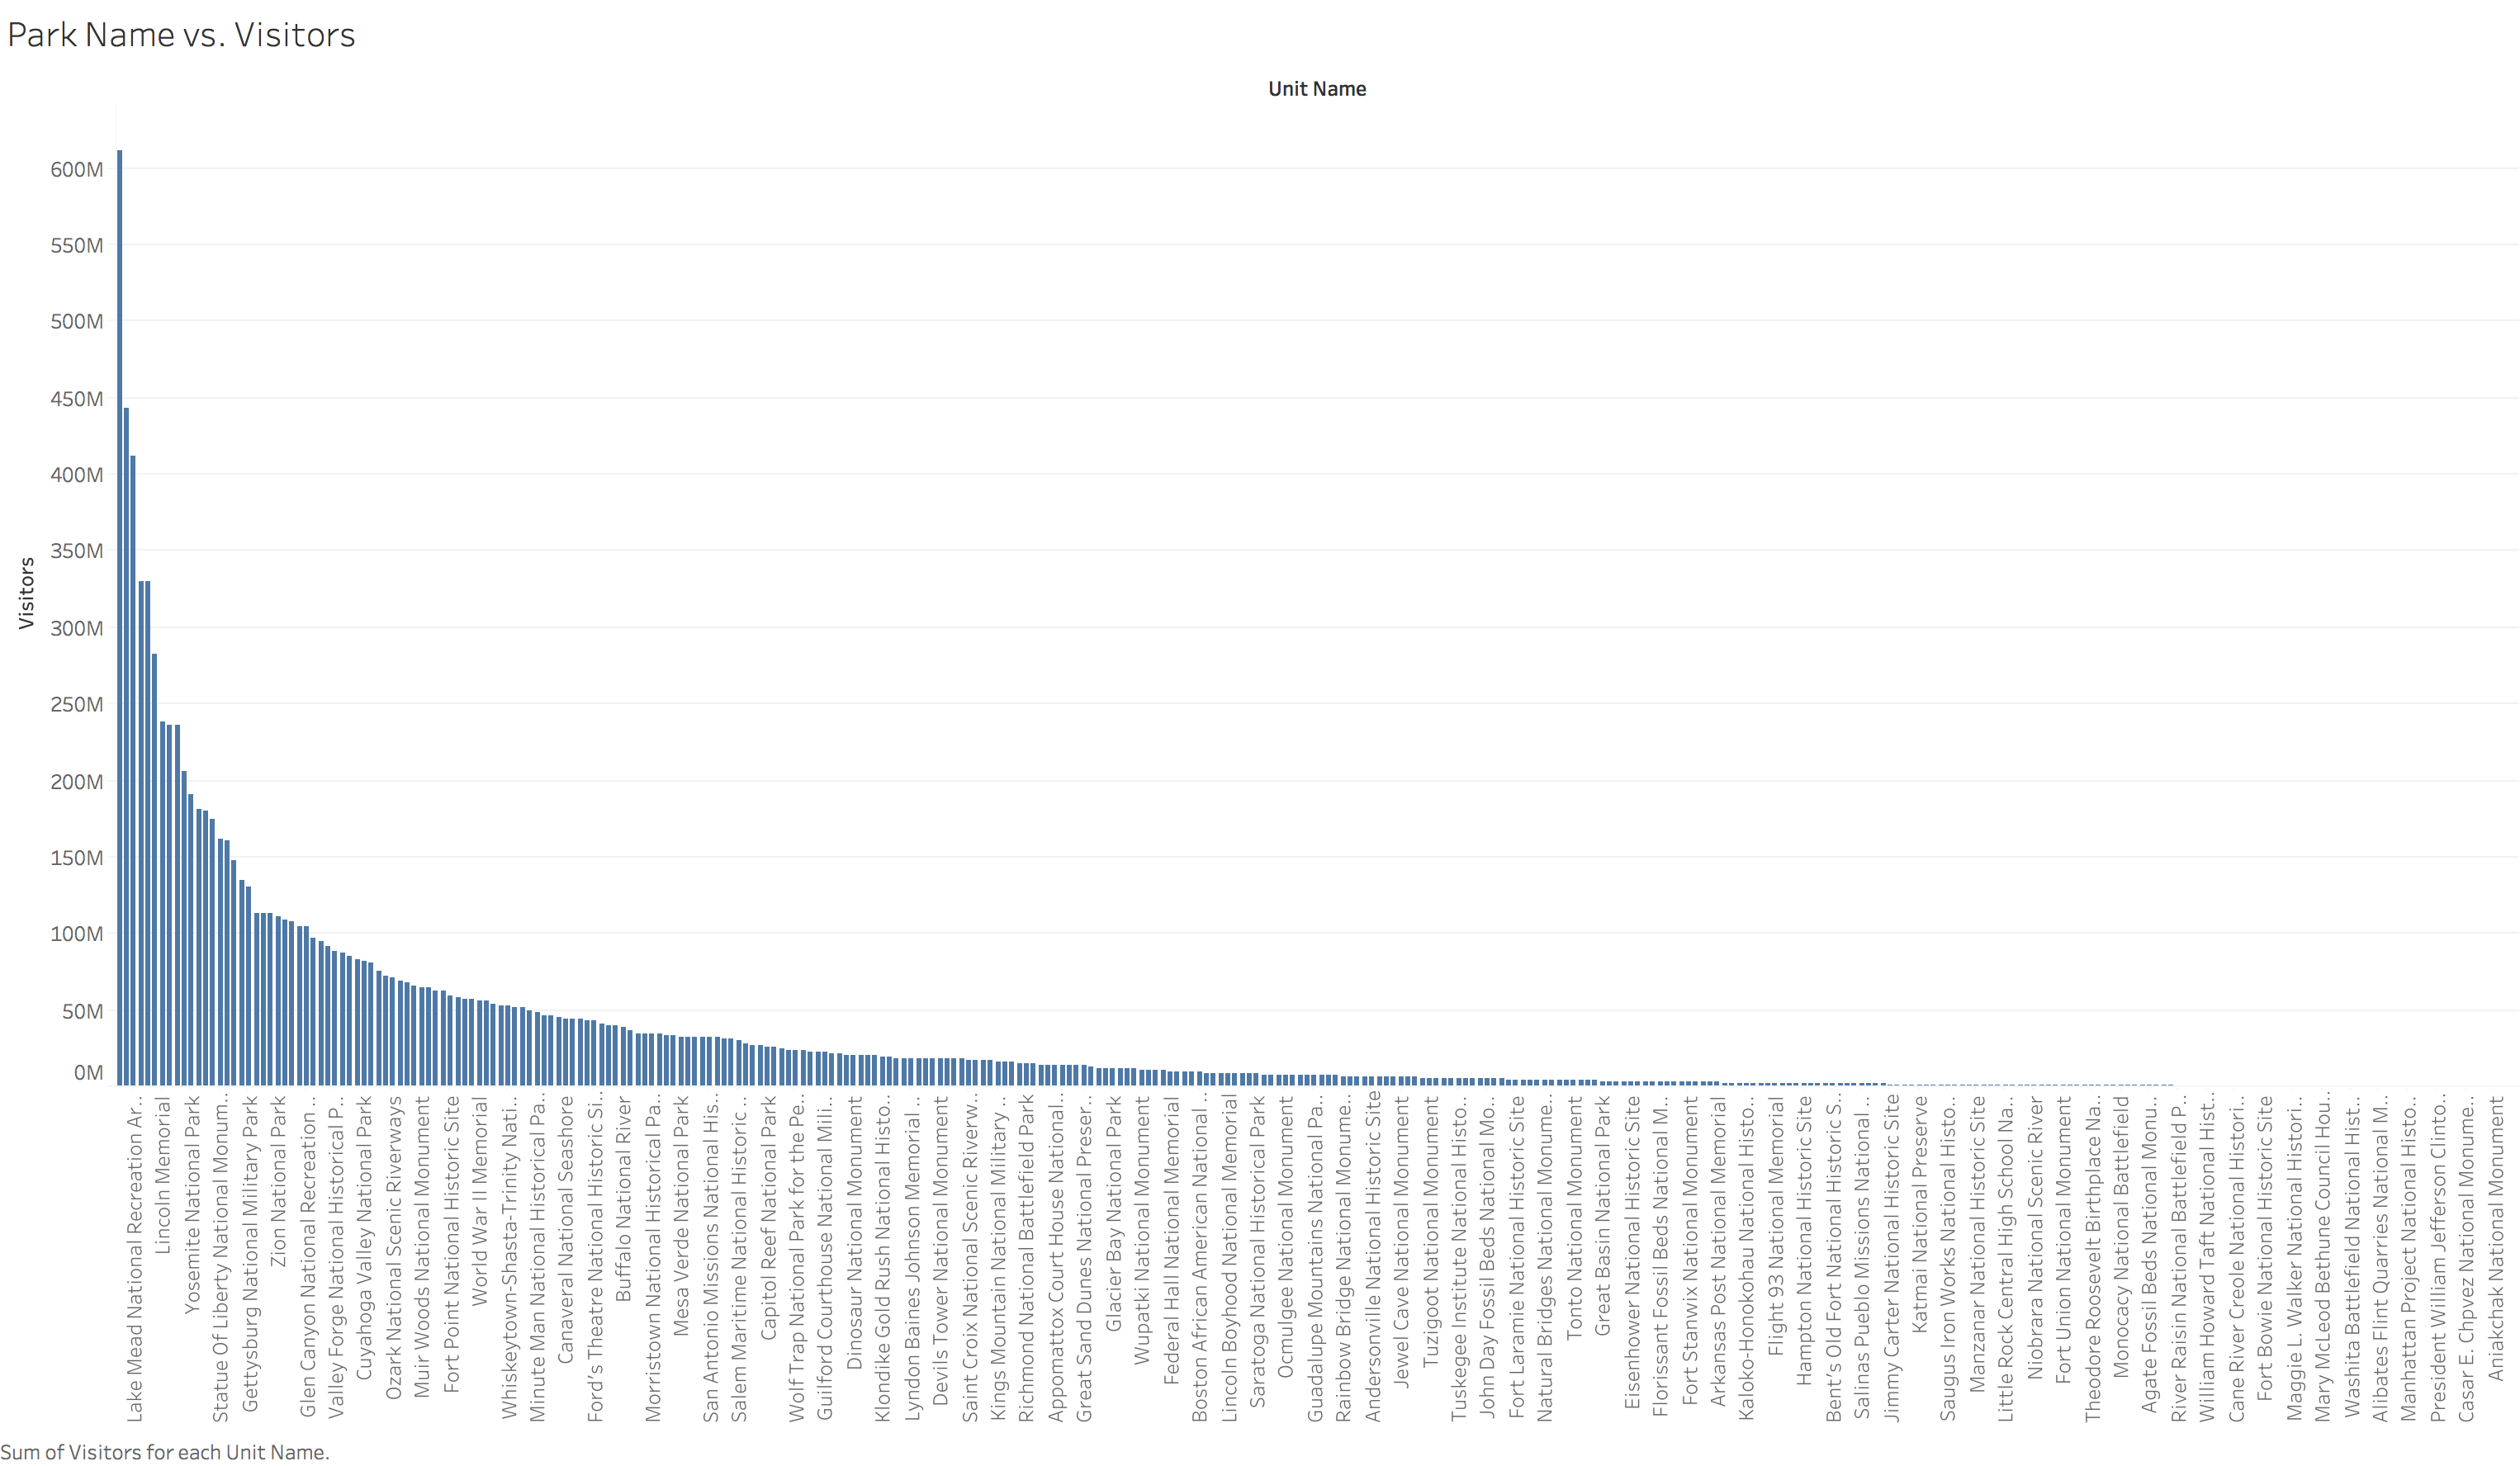 Park Name vs. Visitors
Unit Name
600M
550M
500M
450M
400M
350M
300M
250M
200M
150M
100M
50M
0M
Visitors
Lake Mead National Recreation Ar..
Lincoln Memorial
Yosemite National Park
Statue Of Liberty National Monum..
Gettysburg National Military Park
Zion National Park
Glen Canyon National Recreation ..
Valley Forge National Historical P..
Cuyahoga Valley National Park
Ozark National Scenic Riverways
Muir Woods National Monument
Fort Point National Historic Site
World War II Memorial
Whiskeytown-Shasta-Trinity Nati..
Minute Man National Historical Pa..
Canaveral National Seashore
Ford's Theatre National Historic Si..
Buffalo National River
Morristown National Historical Pa..
Mesa Verde National Park
San Antonio Missions National His..
Salem Maritime National Historic ..
Capitol Reef National Park
Wolf Trap National Park for the Pe..
Guilford Courthouse National Mili..
Dinosaur National Monument
Klondike Gold Rush National Histo..
Lyndon Baines Johnson Memorial ..
Devils Tower National Monument
Saint Croix National Scenic Riverw..
Kings Mountain National Military ..
Richmond National Battlefield Park
Appomattox Court House National..
Great Sand Dunes National Preser..
Glacier Bay National Park
Wupatki National Monument
Federal Hall National Memorial
Boston African American National ..
Lincoln Boyhood National Memorial
Saratoga National Historical Park
Ocmulgee National Monument
Guadalupe Mountains National Pa..
Rainbow Bridge National Monume..
Andersonville National Historic Site
Jewel Cave National Monument
Tuzigoot National Monument
Tuskegee Institute National Histo..
John Day Fossil Beds National Mo..
Fort Laramie National Historic Site
Natural Bridges National Monume..
Tonto National Monument
Great Basin National Park
Eisenhower National Historic Site
Florissant Fossil Beds National M..
Fort Stanwix National Monument
Arkansas Post National Memorial
Kaloko-Honokohau National Histo..
Flight 93 National Memorial
Hampton National Historic Site
Bent's Old Fort National Historic S..
Salinas Pueblo Missions National ..
Jimmy Carter National Historic Site
Katmai National Preserve
Saugus Iron Works National Histo..
Manzanar National Historic Site
Little Rock Central High School Na..
Niobrara National Scenic River
Fort Union National Monument
Theodore Roosevelt Birthplace Na..
Monocacy National Battlefield
Agate Fossil Beds National Monu..
River Raisin National Battlefield P..
William Howard Taft National Hist..
Cane River Creole National Histori..
Fort Bowie National Historic Site
Maggie L. Walker National Histori..
Mary McLeod Bethune Council Hou..
Washita Battlefield National Hist..
Alibates Flint Quarries National M..
Manhattan Project National Histo..
President William Jefferson Clinto..
Casar E. Chpvez National Monume..
Aniakchak National Monument
Sum of Visitors for each Unit Name.